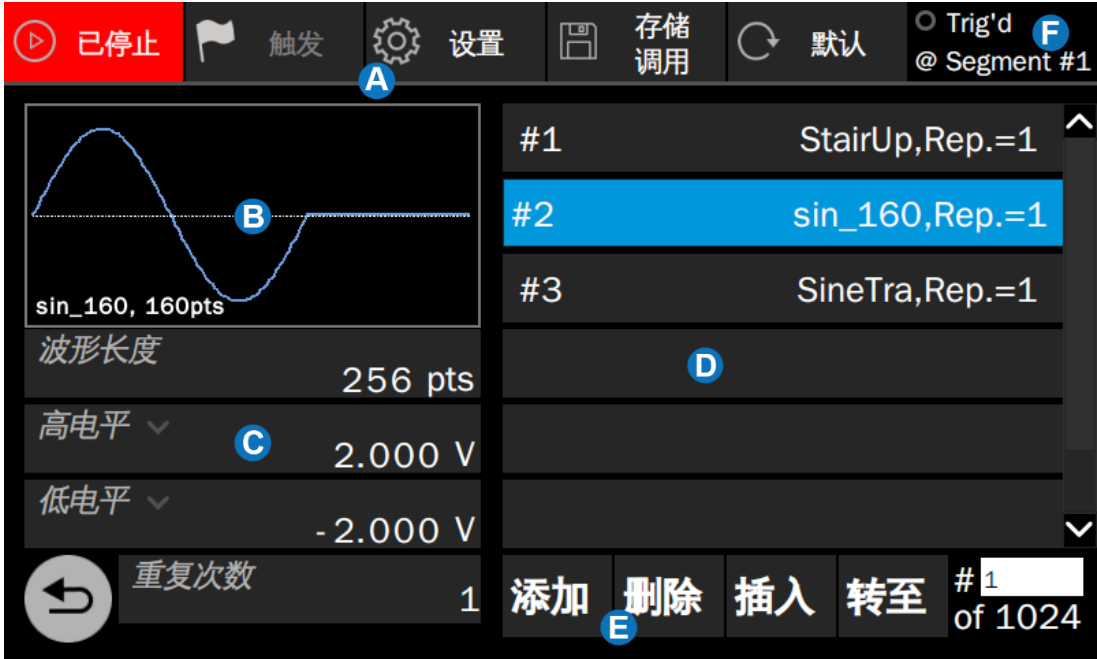 已停止
触发
设置
存储
调用
默认
Trig'd
@ Segment #1
F
A
B
sin_160, 160pts
波形长度
256 pts
高电平
C
2.000 V
低电平
-2.000 V
重复次数
1
#1 StairUp,Rep.=1
#2 sin_160,Rep.=1
#3 SineTra,Rep.=1
D
添加 删除 插入 转至
E
# 1
of 1024